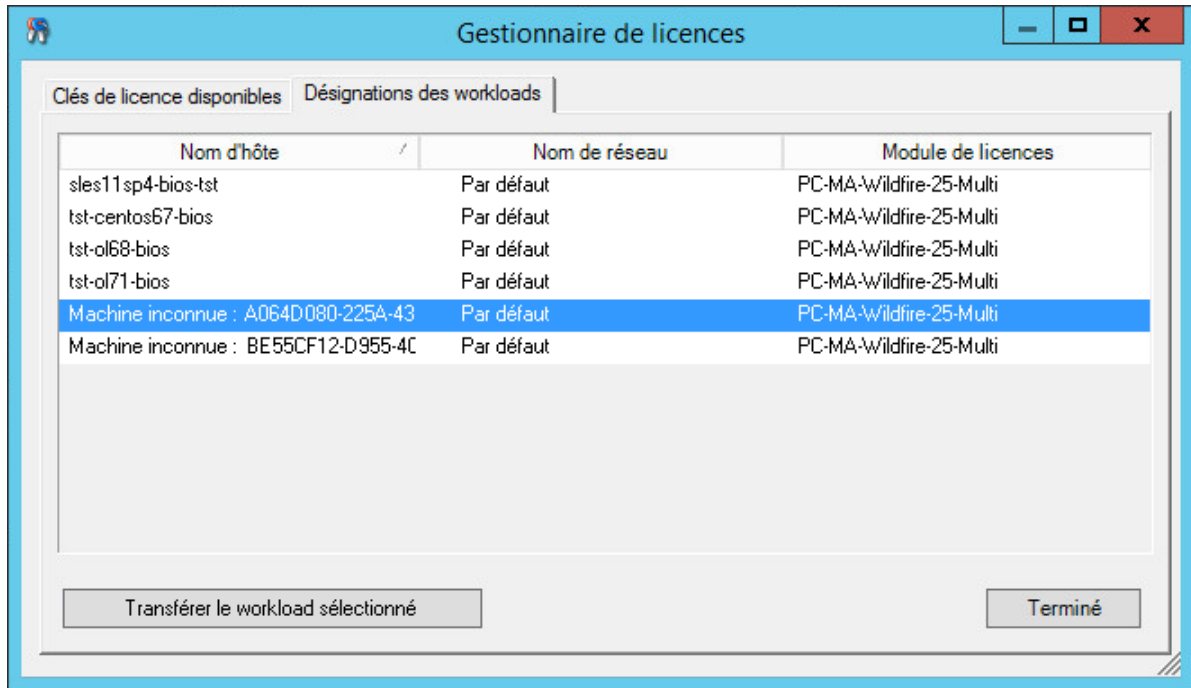 Gestionnaire de licences
Clés de licence disponibles Désignations des workloads
Nom d'hôte Nom de réseau Module de licences
sles11sp4-bios-tst Par défaut PC-MA-Wildfire-25-Multi
tst-centos67-bios Par défaut PC-MA-Wildfire-25-Multi
tst-ol68-bios Par défaut PC-MA-Wildfire-25-Multi
tst-ol71-bios Par défaut PC-MA-Wildfire-25-Multi
Machine inconnue : A064D080-225A-43 Par défaut PC-MA-Wildfire-25-Multi
Machine inconnue : BE55CF12-D955-4C Par défaut PC-MA-Wildfire-25-Multi
Transférer le workload sélectionné Terminé